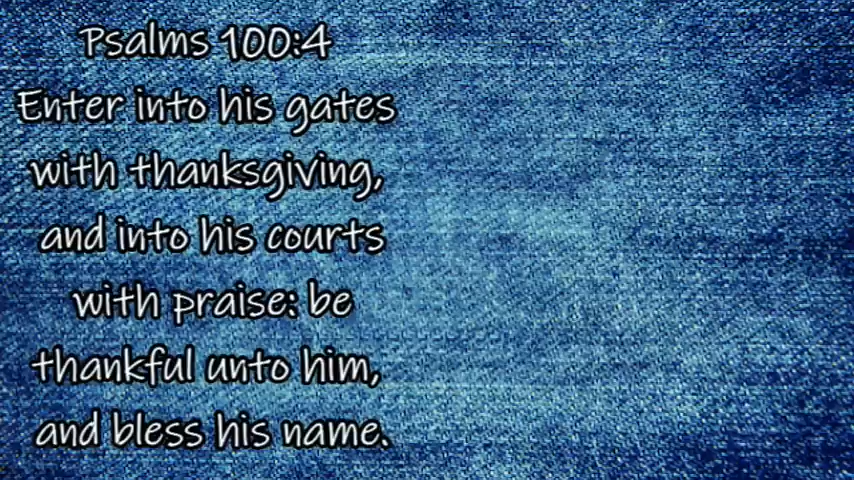 Psalms 100:4
Enter into his gates
with thanksgiving,
and into his courts
with praise: be
thankful unto him,
and bless his name.